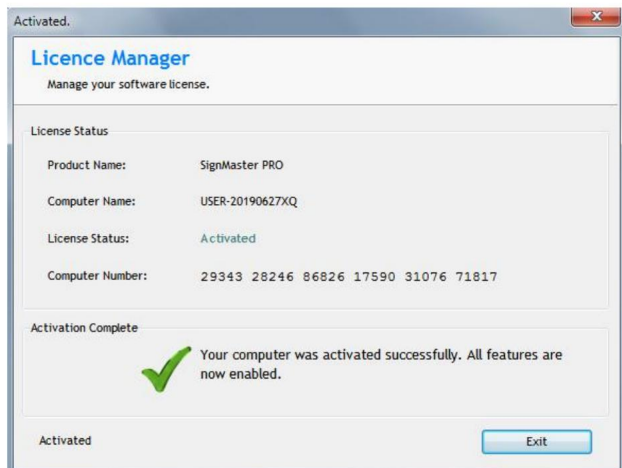 Activated.
Licence Manager
Manage your software license.
License Status
Product Name: SignMaster PRO
Computer Name: USER-20190627XQ
License Status: Activated
Computer Number: 29343 28246 86826 17590 31076 71817
Activation Complete
Your computer was activated successfully. All features are
now enabled.
Activated
Exit